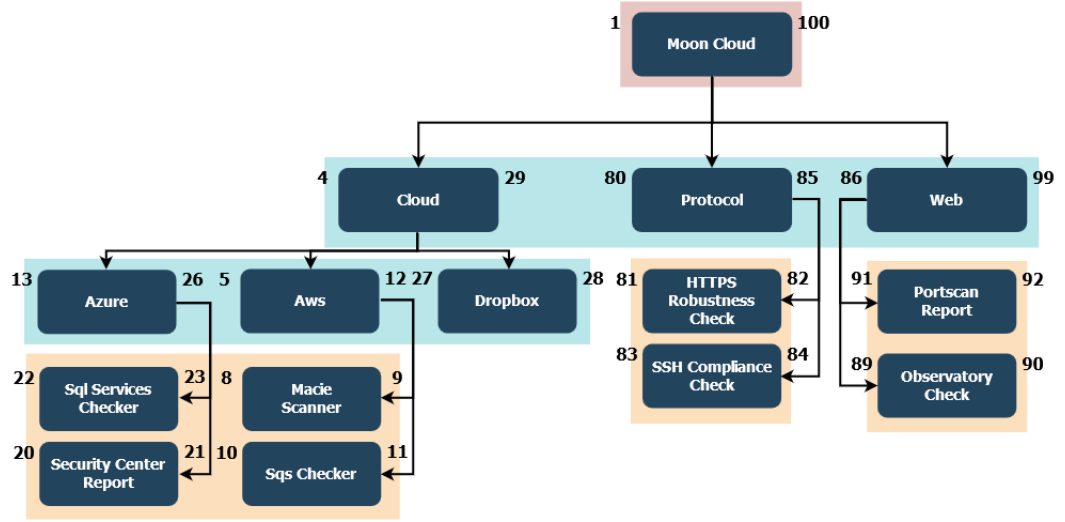 1 Moon Cloud 100
4 Cloud 29
80 Protocol 85
86 Web 99
13 Azure 26
5 Aws 12
27 Dropbox 28
81 HTTPS 82
Robustness
Check
91 Portscan 92
Report
83 SSH Compliance 84
Check
89 Observatory 90
Check
22 Sql Services 23
Checker
8 Macie 9
Scanner
20 Security Center 21
Report
10 Sqs Checker 11